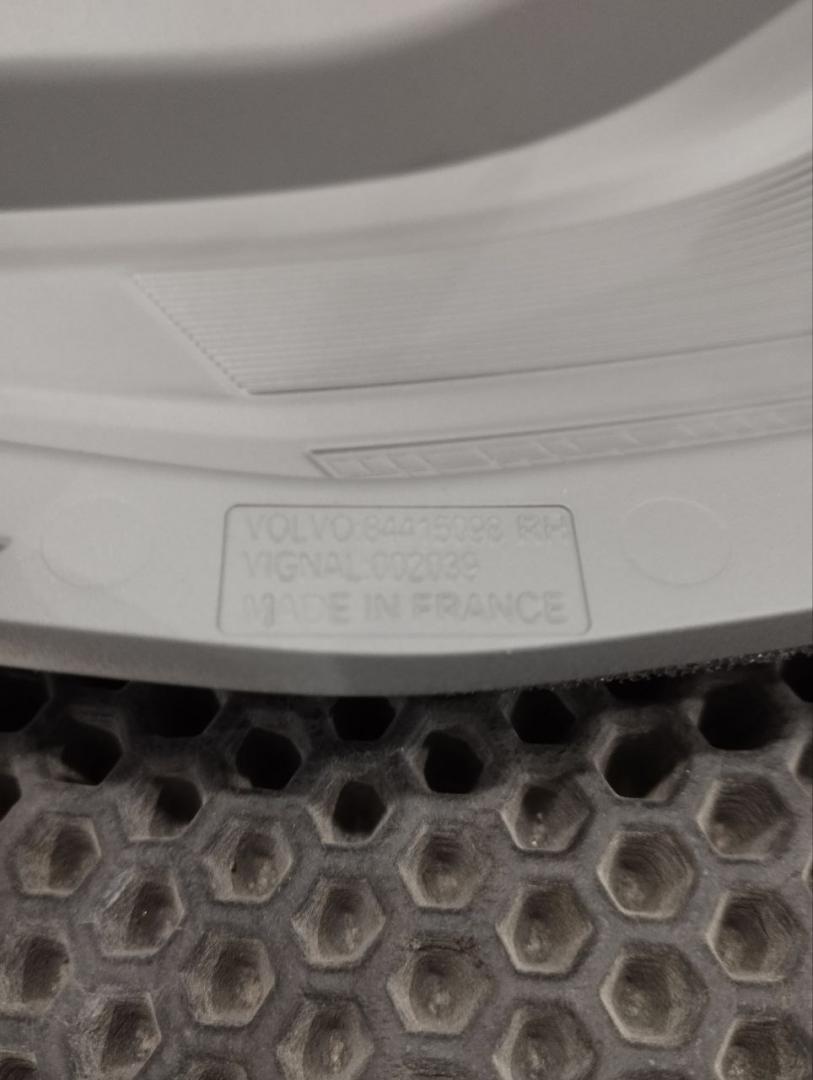 VOLVO:84415098 RH
VIGNAL:002039
MADE IN FRANCE